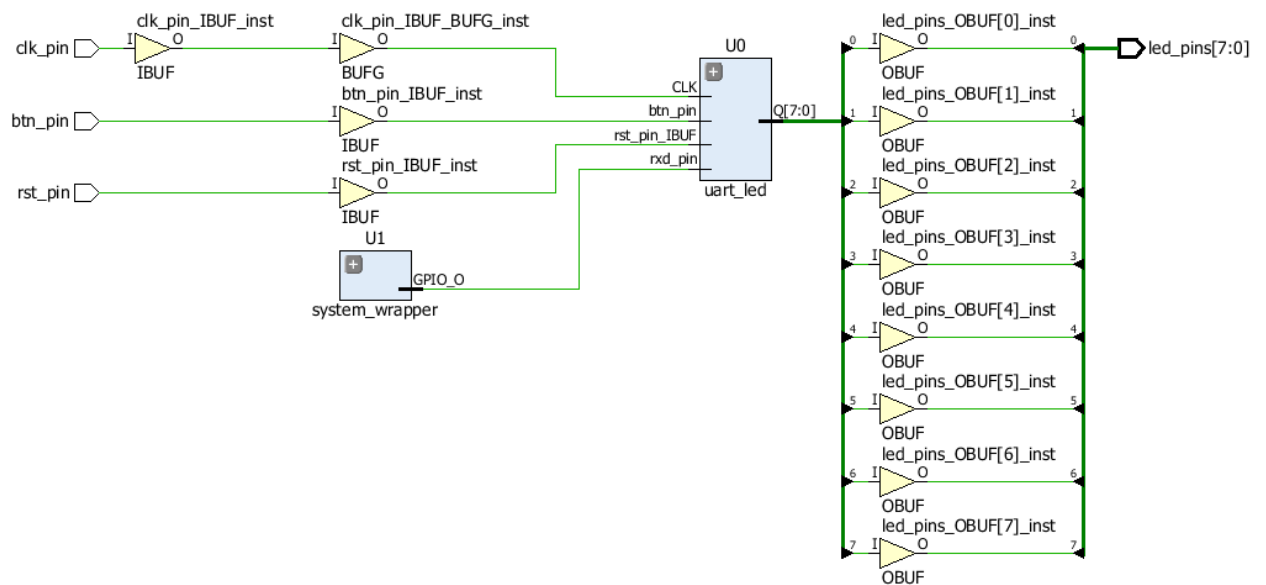 clk_pin_IBUF_inst
clk_pin_IBUF_BUFG_inst
clk_pin
I
O
IBUF
I
O
BUFG
btn_pin_IBUF_inst
btn_pin
I
O
IBUF
rst_pin_IBUF_inst
rst_pin
I
O
IBUF
U1
+
GPIO_O
system_wrapper
U0
+
CLK
btn_pin
rst_pin_IBUF
rxd_pin
Q[7:0]
uart_led
led_pins_OBUF[0]_inst
0
I
O
0
OBUF
led_pins[7:0]
led_pins_OBUF[1]_inst
1
I
O
1
OBUF
led_pins_OBUF[2]_inst
2
I
O
2
OBUF
led_pins_OBUF[3]_inst
3
I
O
3
OBUF
led_pins_OBUF[4]_inst
4
I
O
4
OBUF
led_pins_OBUF[5]_inst
5
I
O
5
OBUF
led_pins_OBUF[6]_inst
6
I
O
6
OBUF
led_pins_OBUF[7]_inst
7
I
O
7
OBUF